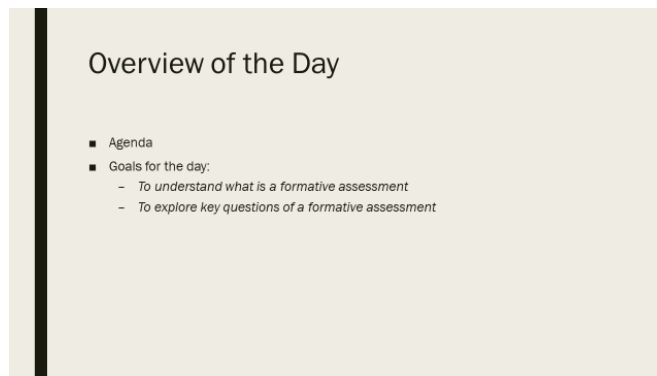 Overview of the Day
■ Agenda
■ Goals for the day:
– To understand what is a formative assessment
– To explore key questions of a formative assessment